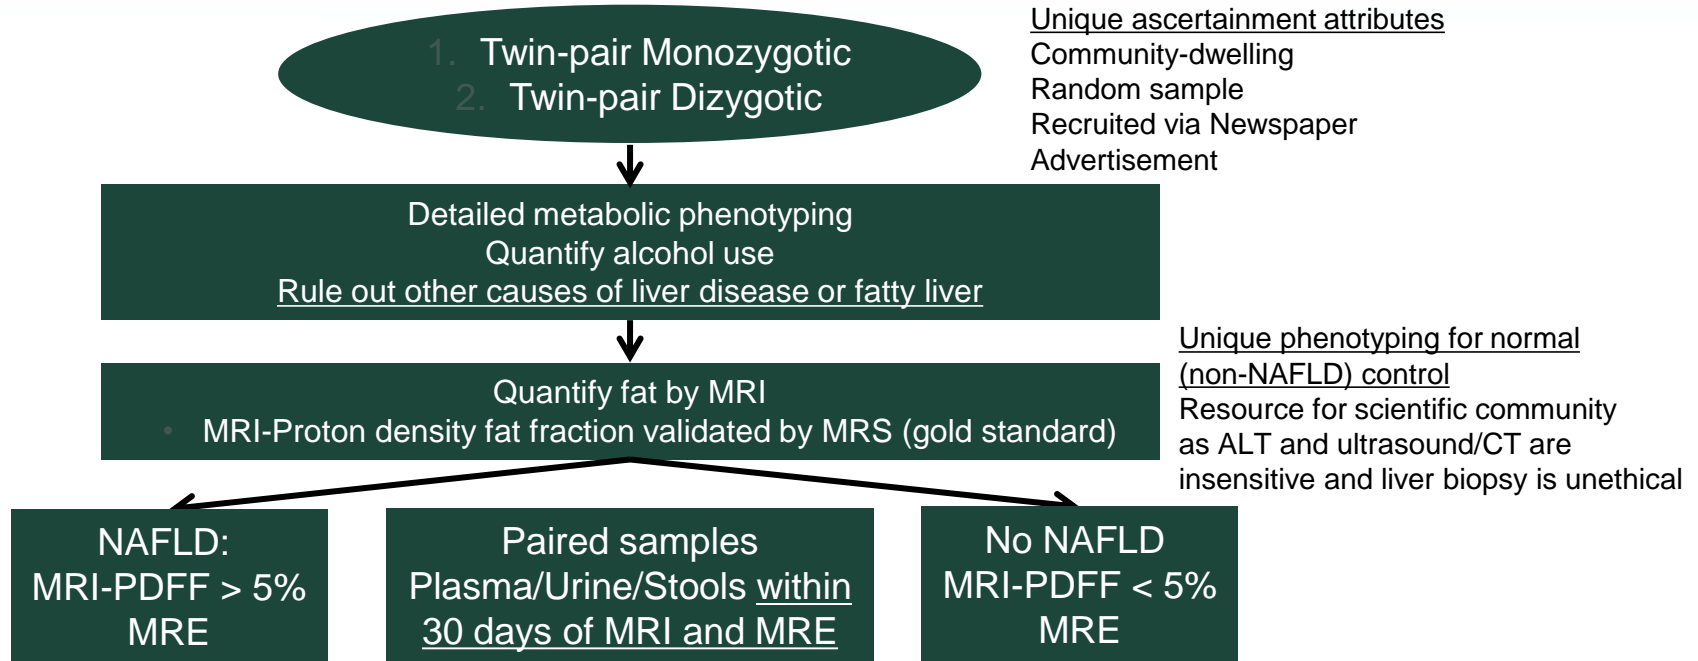 1. Twin-pair Monozygotic
2. Twin-pair Dizygotic
Unique ascertainment attributes
Community-dwelling
Random sample
Recruited via Newspaper
Advertisement
Detailed metabolic phenotyping
Quantify alcohol use
Rule out other causes of liver disease or fatty liver
Quantify fat by MRI
• MRI-Proton density fat fraction validated by MRS (gold standard)
Unique phenotyping for normal
(non-NAFLD) control
Resource for scientific community
as ALT and ultrasound/CT are
insensitive and liver biopsy is unethical
NAFLD:
MRI-PDFF > 5%
MRE
Paired samples
Plasma/Urine/Stools within
30 days of MRI and MRE
No NAFLD
MRI-PDFF < 5%
MRE